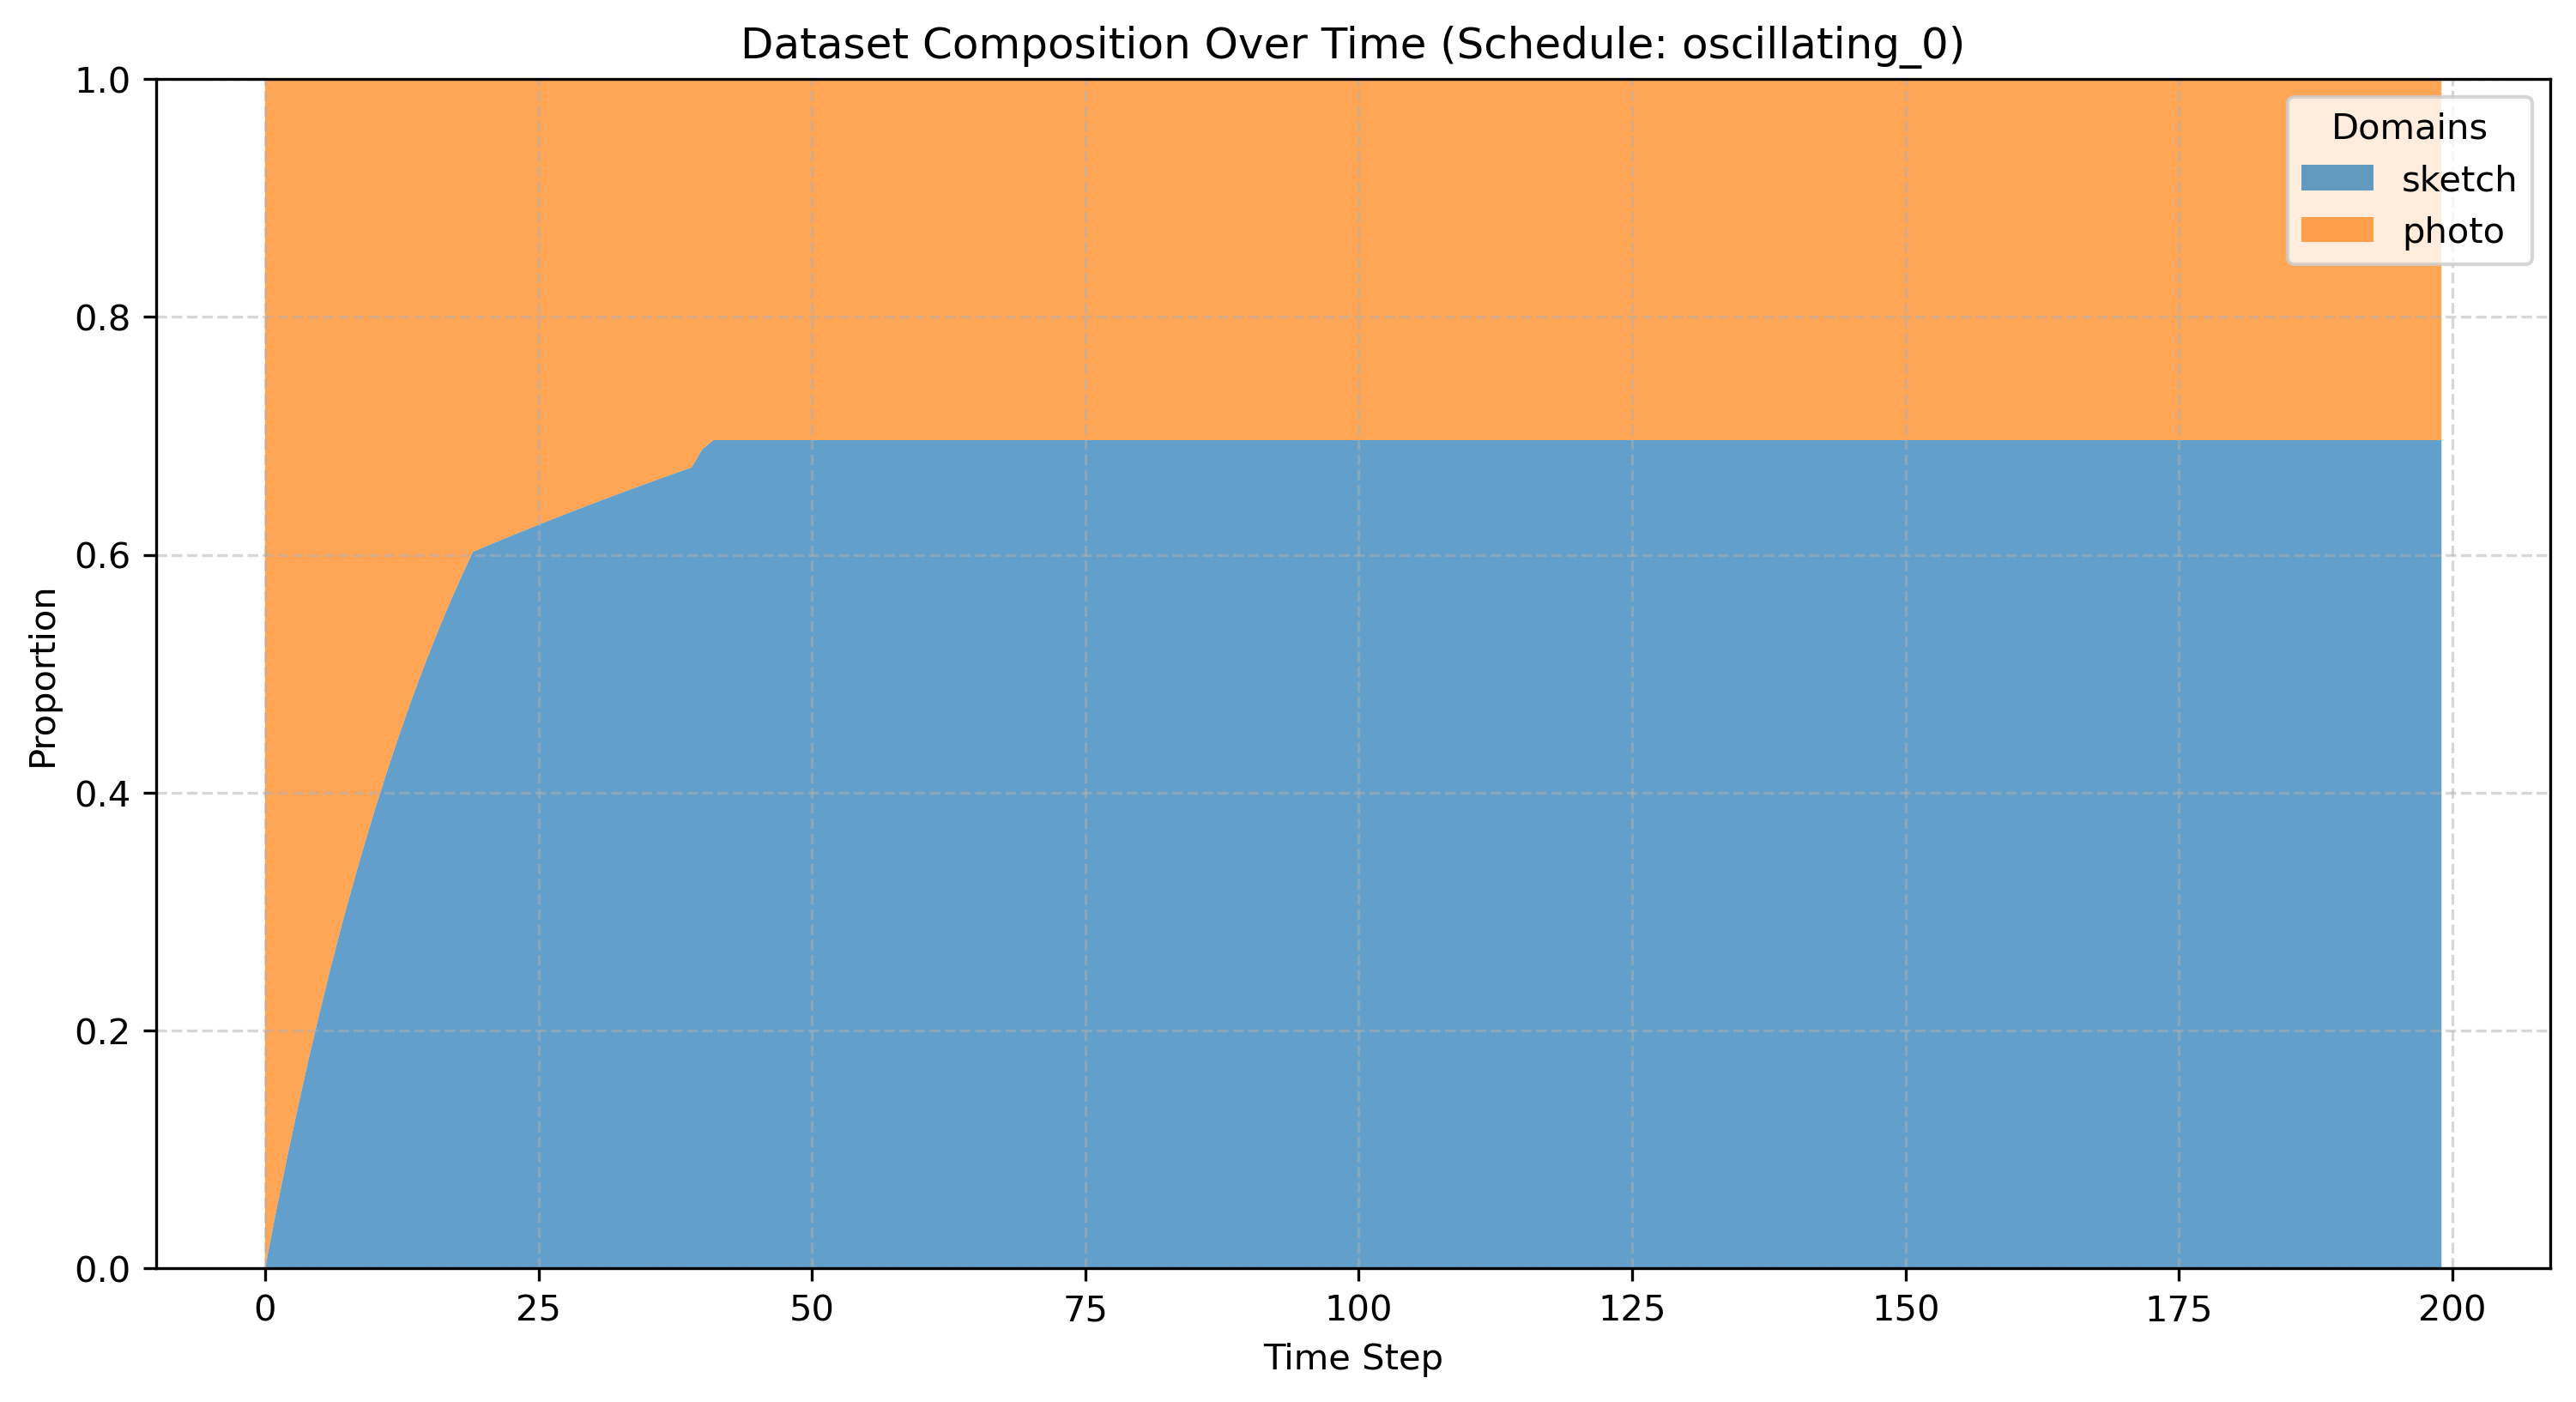 Dataset Composition Over Time (Schedule: oscillating_0)
1.0
0.8
0.6
0.4
0.2
0.0
Proportion
Domains
sketch
photo
0 25 50 75 100 125 150 175 200
Time Step